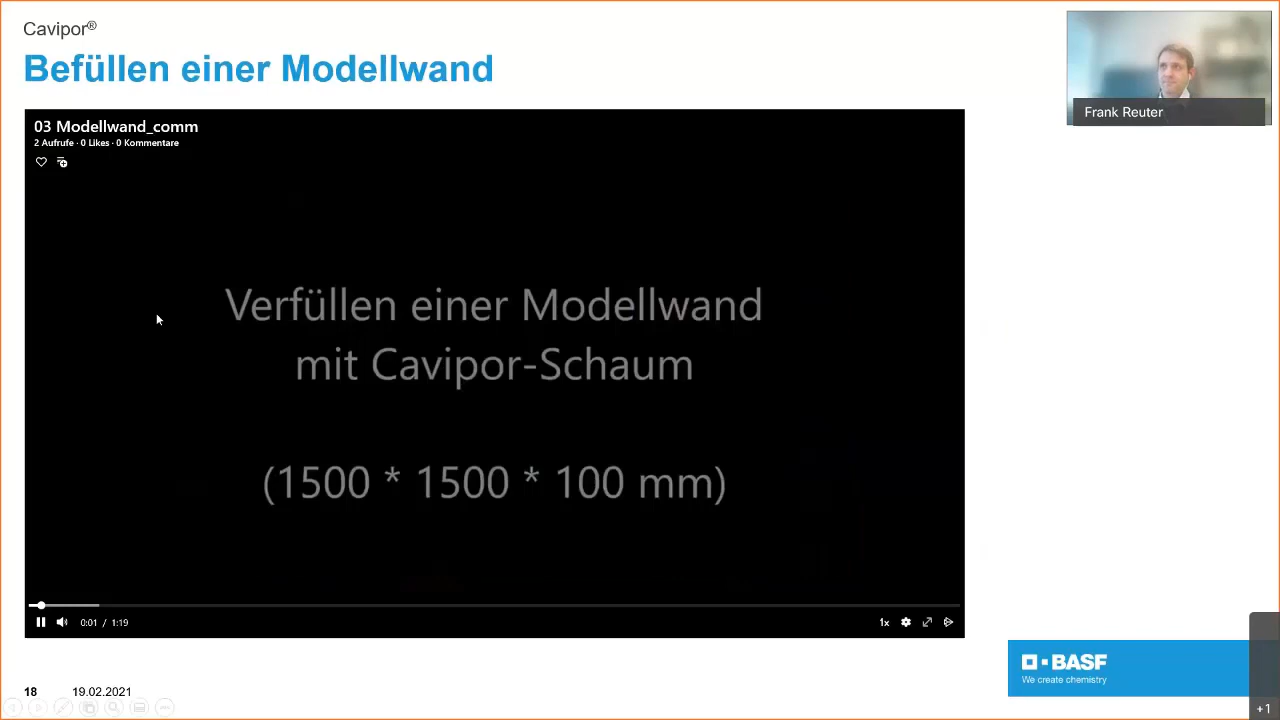 Cavipor®
Befüllen einer Modellwand
Frank Reuter
03 Modellwand_comm
2 Aufrufe · 0 Likes · 0 Kommentare
Verfüllen einer Modellwand
mit Cavipor-Schaum
(1500 * 1500 * 100 mm)
0:01 / 1:19
1x
BASF
We create chemistry
18 19.02.2021
+1